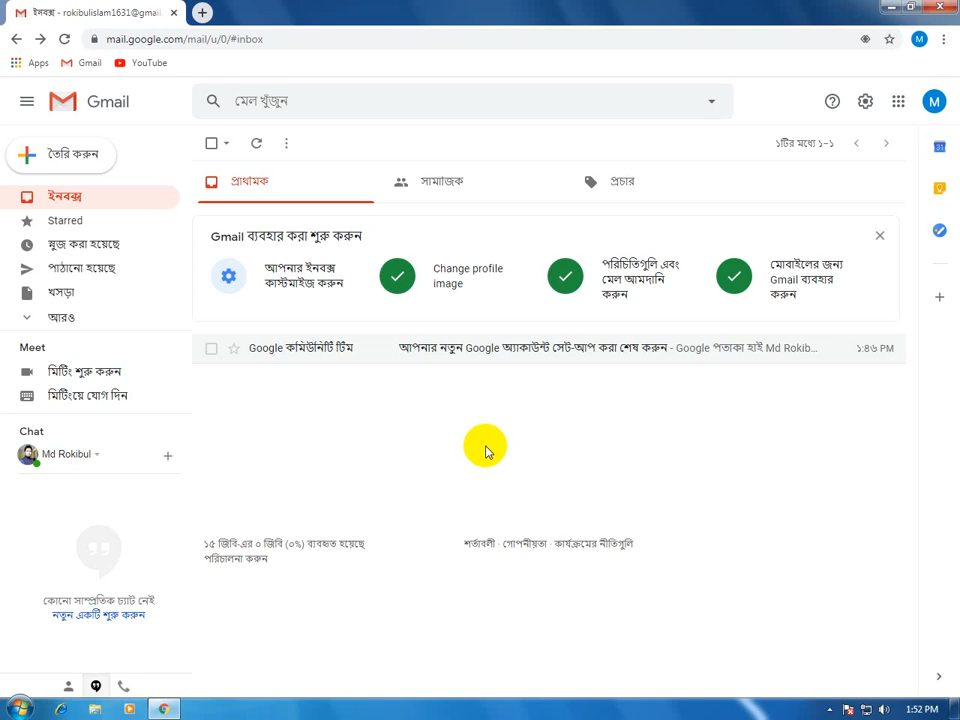 ইনবক্স - rokibulislam1631@gmail.
mail.google.com/mail/u/0/#inbox
M
Apps
Gmail
YouTube
Gmail
মেল খুঁজুন
M
তৈরি করুন
১টির মধ্যে ১-১
ইনবক্স
Starred
স্নুজ করা হয়েছে
পাঠানো হয়েছে
খসড়া
আরও
প্রাথমিক
সামাজিক
প্রচার
Gmail ব্যবহার করা শুরু করুন
আপনার ইনবক্স
কাস্টমাইজ করুন
Change profile
image
পরিচিতিগুলি এবং
মেল আমদানি
করুন
মোবাইলের জন্য
Gmail ব্যবহার
করুন
Google কমিউনিটি টিম
আপনার নতুন Google অ্যাকাউন্ট সেট-আপ করা শেষ করুন - Google পতাকা হাই Md Rokib...
১:৪৬ PM
Meet
মিটিং শুরু করুন
মিটিংয়ে যোগ দিন
Chat
Md Rokibul
কোনো সাম্প্রতিক চ্যাট নেই
নতুন একটি শুরু করুন
১৫ জিবি-এর ০ জিবি (০%) ব্যবহৃত হয়েছে
পরিচালনা করুন
শর্তাবলী · গোপনীয়তা · কার্যক্রমের নীতিগুলি
31
1:52 PM